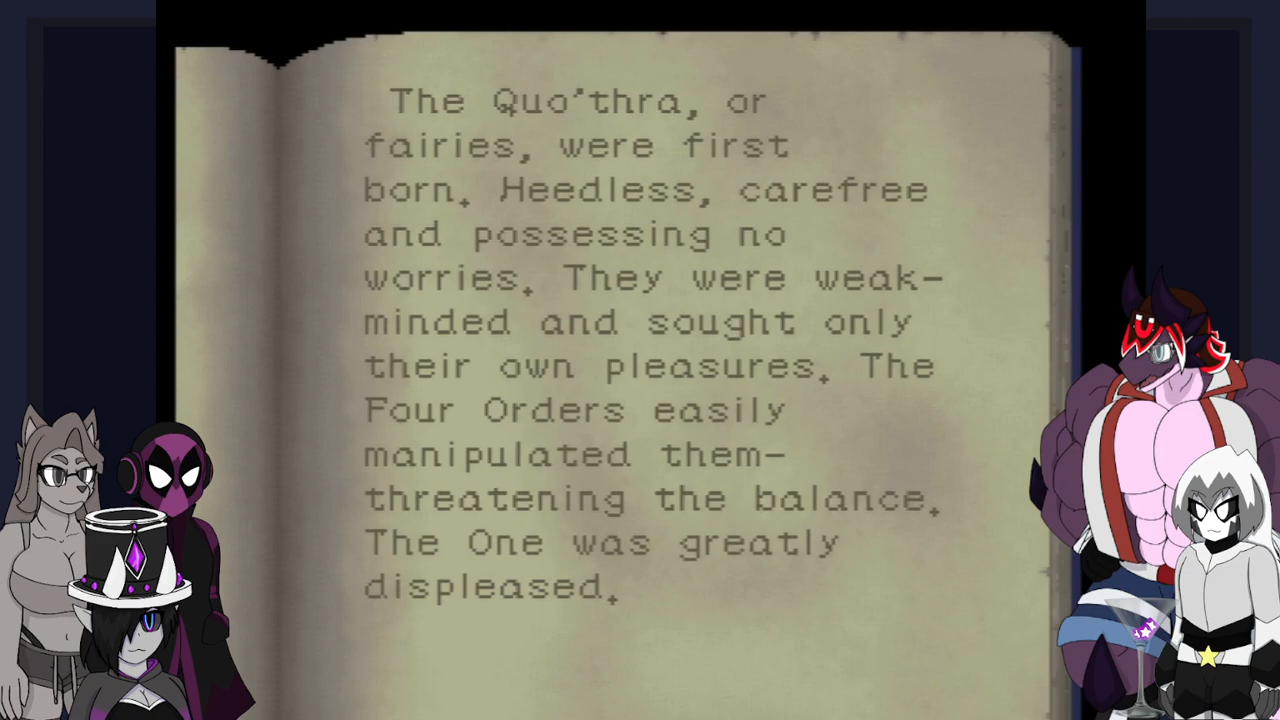 The Quo'thra, or
fairies, were first
born. Heedless, carefree
and possessing no
worries. They were weak-
minded and sought only
their own pleasures. The
Four Orders easily
manipulated them-
threatening the balance.
The One was greatly
displeased.